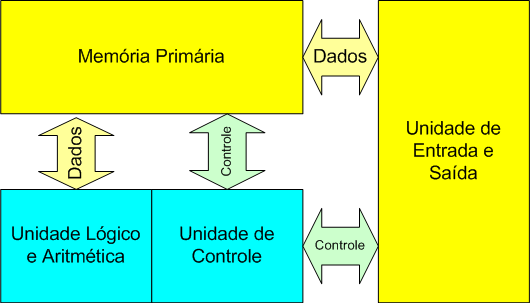 Memória Primária
Dados
Unidade de
Entrada e
Saída
Dados
Controle
Unidade Lógico
e Aritmética
Unidade de
Controle
Controle